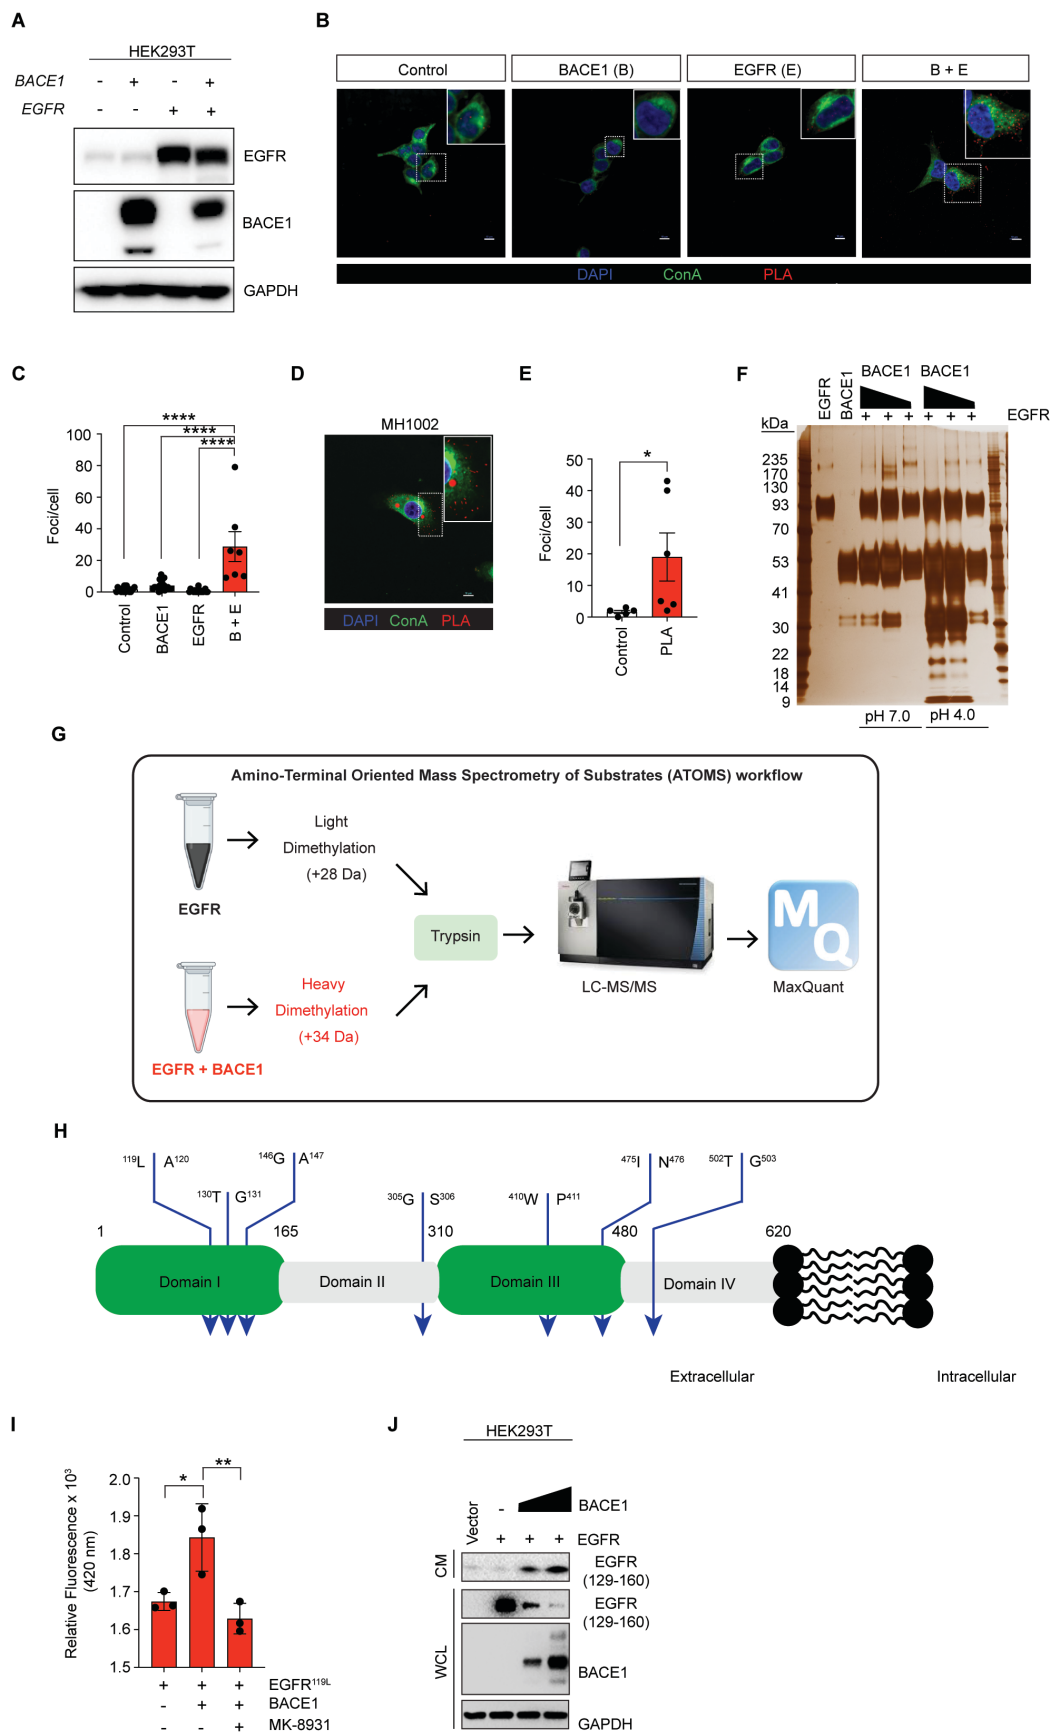 A
HEK293T
BACE1 - + - +
EGFR - - + +
EGFR
BACE1
GAPDH
B
Control
BACE1 (B)
EGFR (E)
B + E
DAPI ConA PLA
C
****
****
****
Foci/cell
100
80
60
40
20
0
Control
BACE1
EGFR
B + E
D
MH1002
DAPI ConA PLA
E
*
Foci/cell
50
40
30
20
10
0
Control
PLA
F
EGFR
BACE1
BACE1 BACE1
+ + + + + + EGFR
kDa
235
170
130
93
70
53
41
30
22
18
14
9
pH 7.0 pH 4.0
G
Amino-Terminal Oriented Mass Spectrometry of Substrates (ATOMS) workflow
EGFR
Light
Dimethylation
(+28 Da)
EGFR + BACE1
Heavy
Dimethylation
(+34 Da)
Trypsin
LC-MS/MS
MQ
MaxQuant
H
¹¹⁹L A¹²⁰
¹³⁰T G¹³¹
¹⁴⁶G A¹⁴⁷
³⁰⁵G S³⁰⁶
⁴¹⁰W P⁴¹¹
⁴⁷⁵I N⁴⁷⁶
⁵⁰²T G⁵⁰³
1 165 310 480 620
Domain I
Domain II
Domain III
Domain IV
Extracellular
Intracellular
I
* **
Relative Fluorescence x 10³
(420 nm)
2.0
1.9
1.8
1.7
1.6
1.5
+ + + EGFR¹¹⁹ᴸ
- + + BACE1
- - + MK-8931
J
HEK293T
Vector
- BACE1
+ + + EGFR
CM
EGFR
(129-160)
WCL
EGFR
(129-160)
BACE1
GAPDH